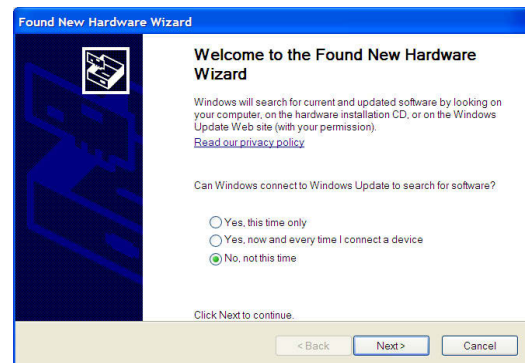 Found New Hardware Wizard
Welcome to the Found New Hardware
Wizard
Windows will search for current and updated software by looking on
your computer, on the hardware installation CD, or on the Windows
Update Web site (with your permission).
Read our privacy policy
Can Windows connect to Windows Update to search for software?
Yes, this time only
Yes, now and every time I connect a device
No, not this time
Click Next to continue.
< Back Next > Cancel